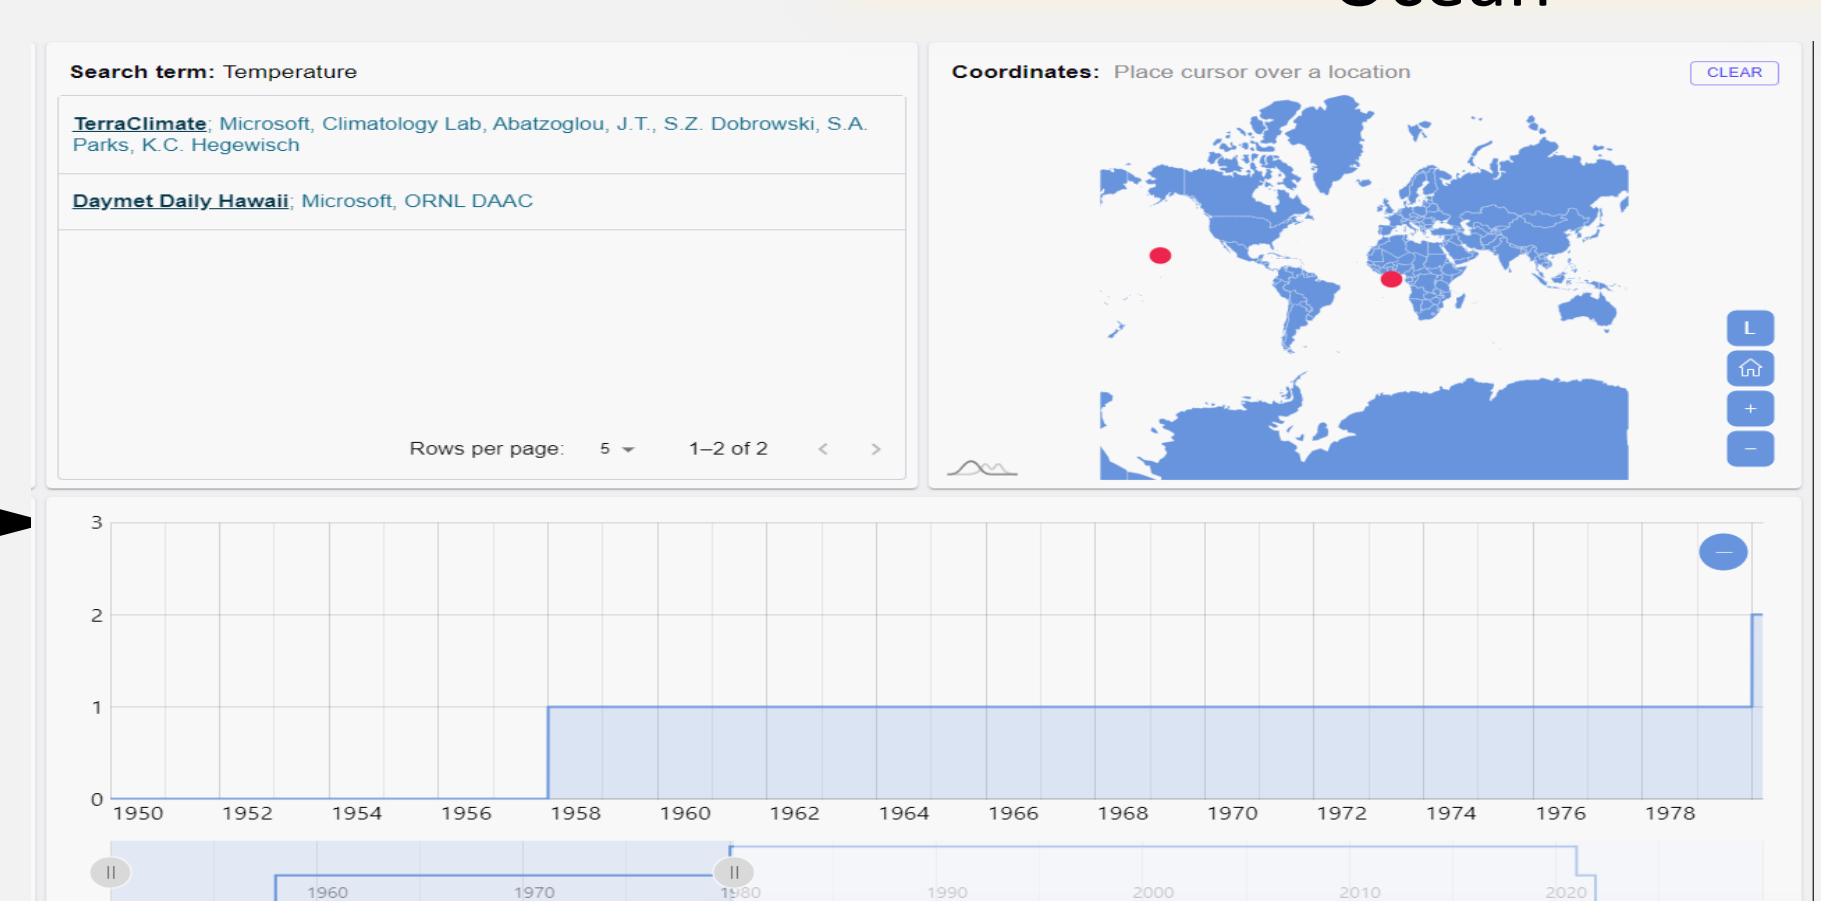 Ocean
Search term: Temperature
TerraClimate; Microsoft, Climatology Lab, Abatzoglou, J.T., S.Z. Dobrowski, S.A.
Parks, K.C. Hegewisch
Daymet Daily Hawaii; Microsoft, ORNL DAAC
Rows per page: 5 1–2 of 2
Coordinates: Place cursor over a location
CLEAR
L
+
−
3
2
1
0
1950 1952 1954 1956 1958 1960 1962 1964 1966 1968 1970 1972 1974 1976 1978
1960 1970 1980 1990 2000 2010 2020